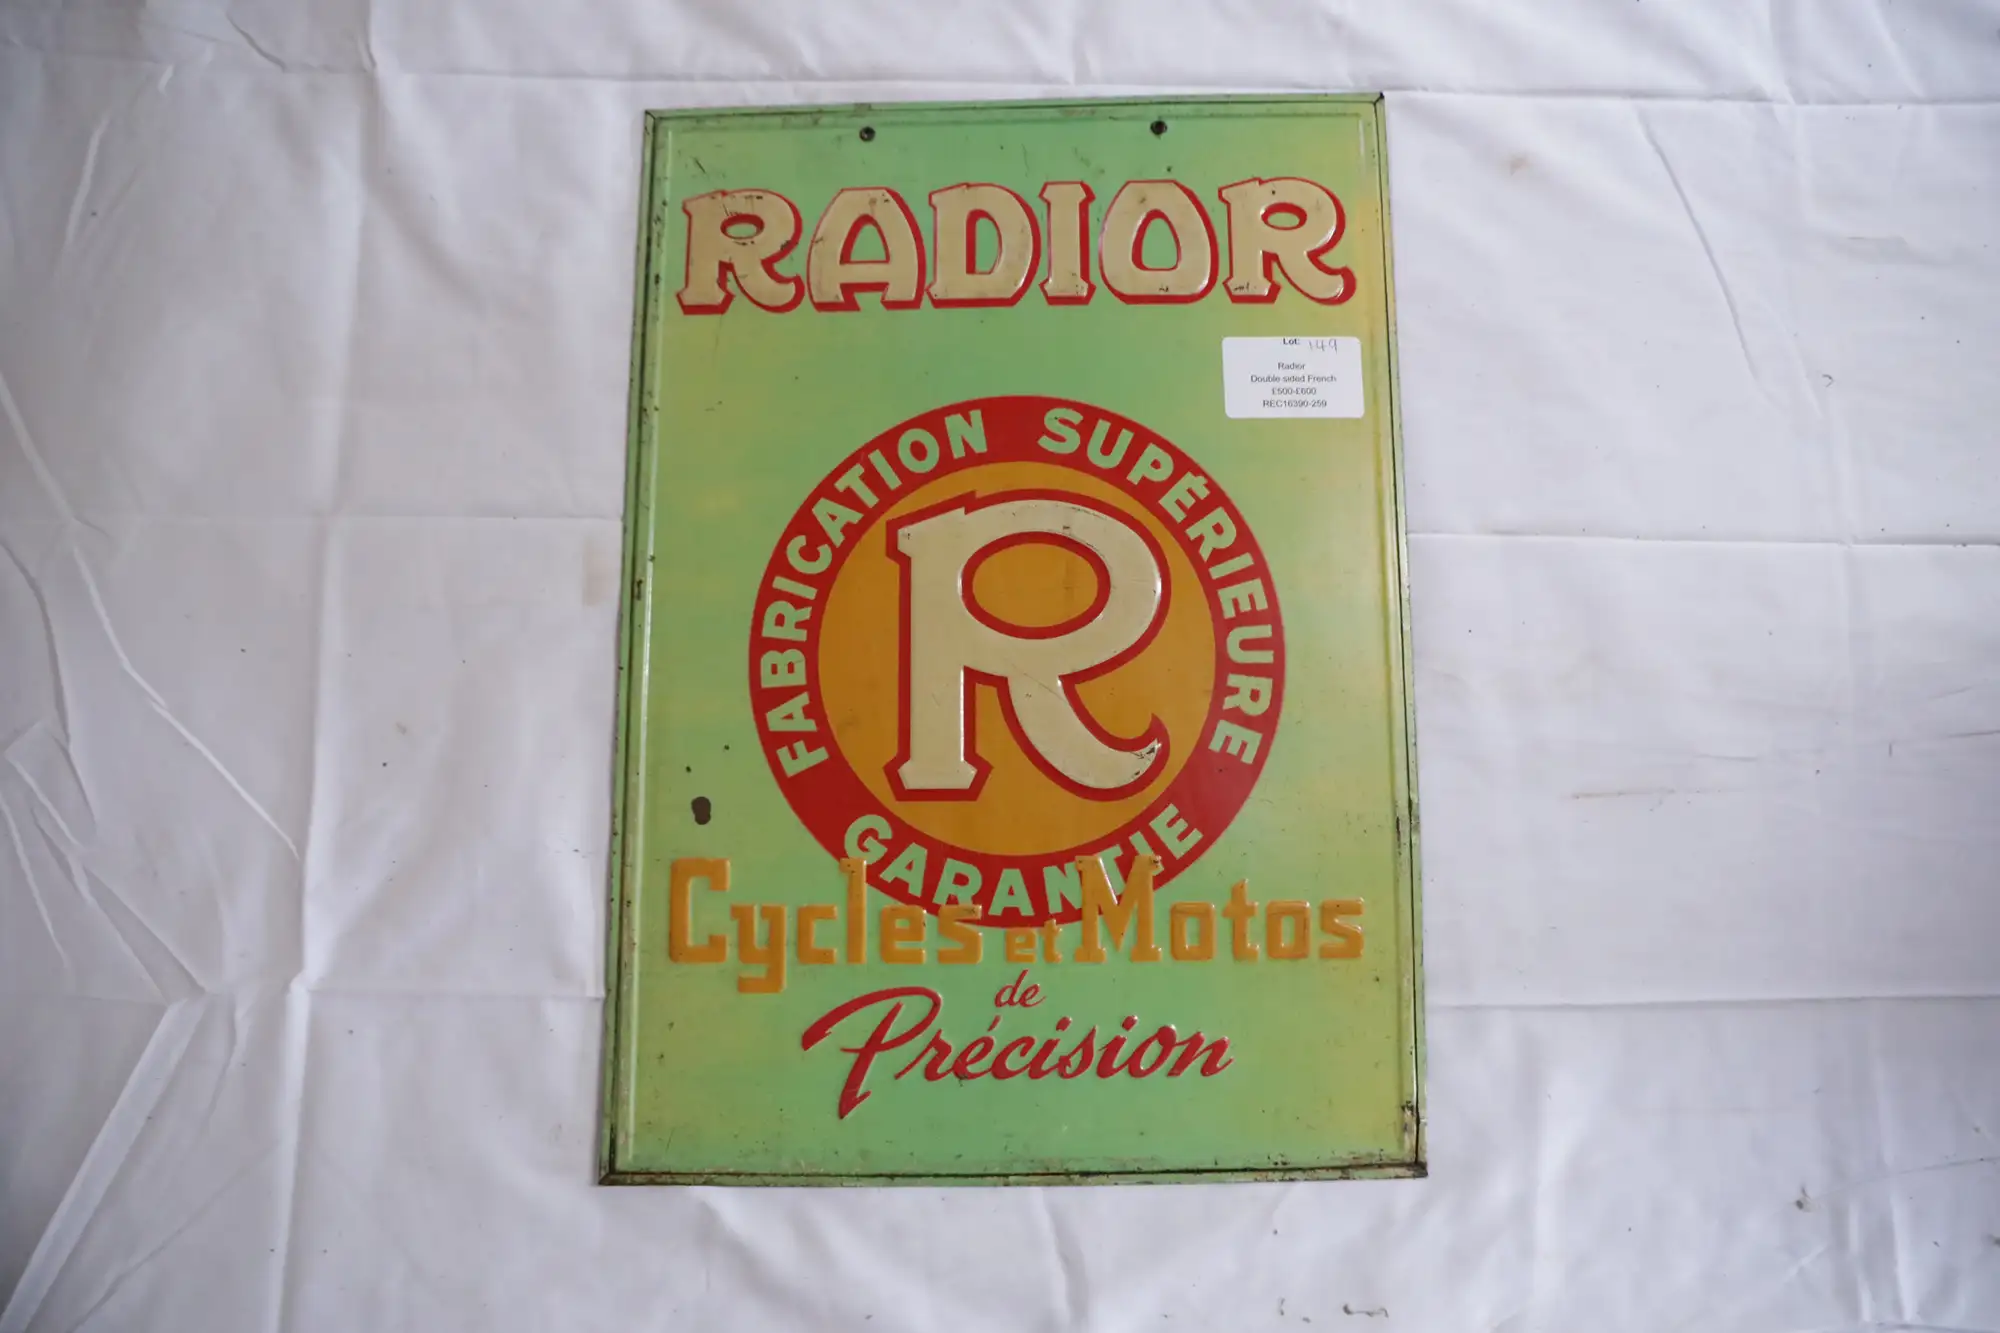 RADIOR
Lot: 149
Radior
Double sided French
£500-£600
REC16390-259
FABRICATION SUPÉRIEURE
R
GARANTIE
Cycles et Motos
de
Précision